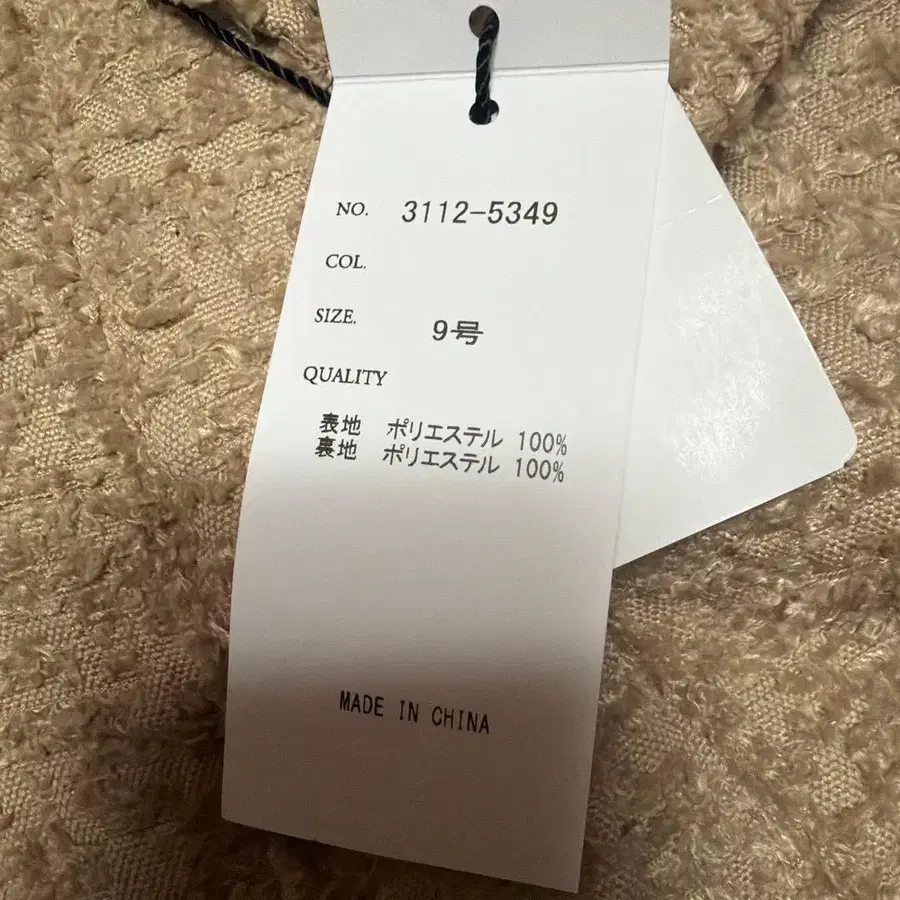 NO. 3112-5349
COL.
SIZE. 9号
QUALITY
表地 ポリエステル 100%
裏地 ポリエステル 100%
MADE IN CHINA